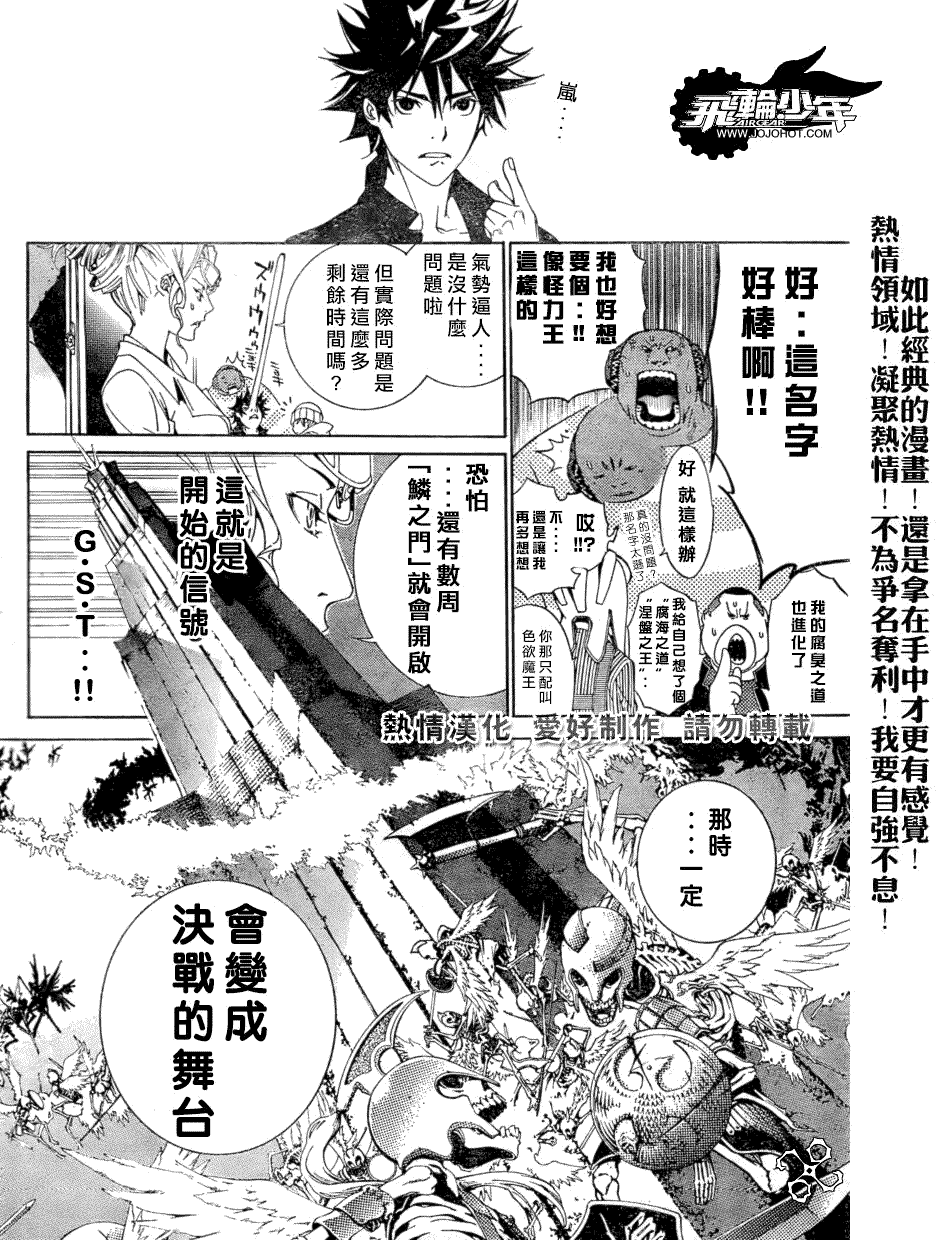 嵐‥‥
飛輪少年
AIRGEAR
WWW.JOJOHOT.COM
如此經典的漫畫！還是拿在手中才更有感覺！
熱情領域！凝聚熱情！不為爭名奪利！我要自強不息！
好‥這名字
好棒啊!!
我也好想
要個‥!!
像怪力王
這樣的
好 就這樣辦
真的沒問題？
那名字太遜了
哎!!?
不‥‥
還是讓我
再多想想
我的腐臭之道
也進化了
我給自己想了個
"腐海之道"
"涅盤之王"‥
你那只配叫
色欲魔王
氣勢逼人‥‥
是沒什麼
問題啦
但實際問題是
還有這麼多
剩餘時間嗎？
恐怕
‥‥還有數周
「鱗之門」就會開啟
這就是
開始的信號
G·S·T‥‥!!
熱情漢化 愛好制作 請勿轉載
那時
‥‥一定
會變成
決戰的舞台